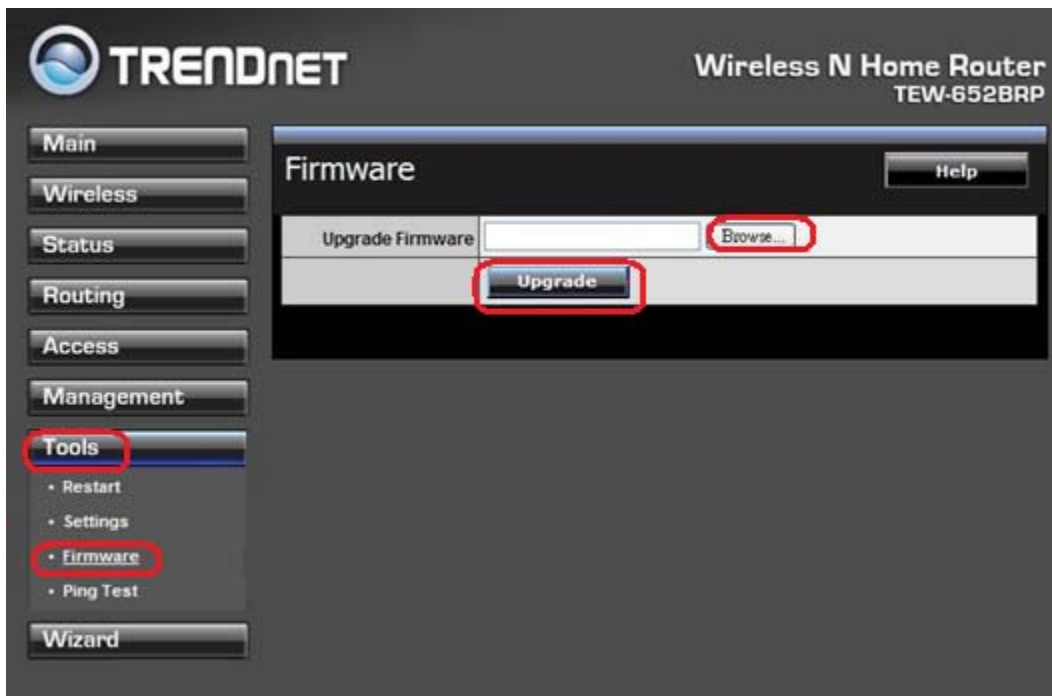 TRENDNET
Wireless N Home Router
TEW-652BRP
Main
Wireless
Status
Routing
Access
Management
Tools
• Restart
• Settings
• Firmware
• Ping Test
Wizard
Firmware
Help
Upgrade Firmware
Browse...
Upgrade